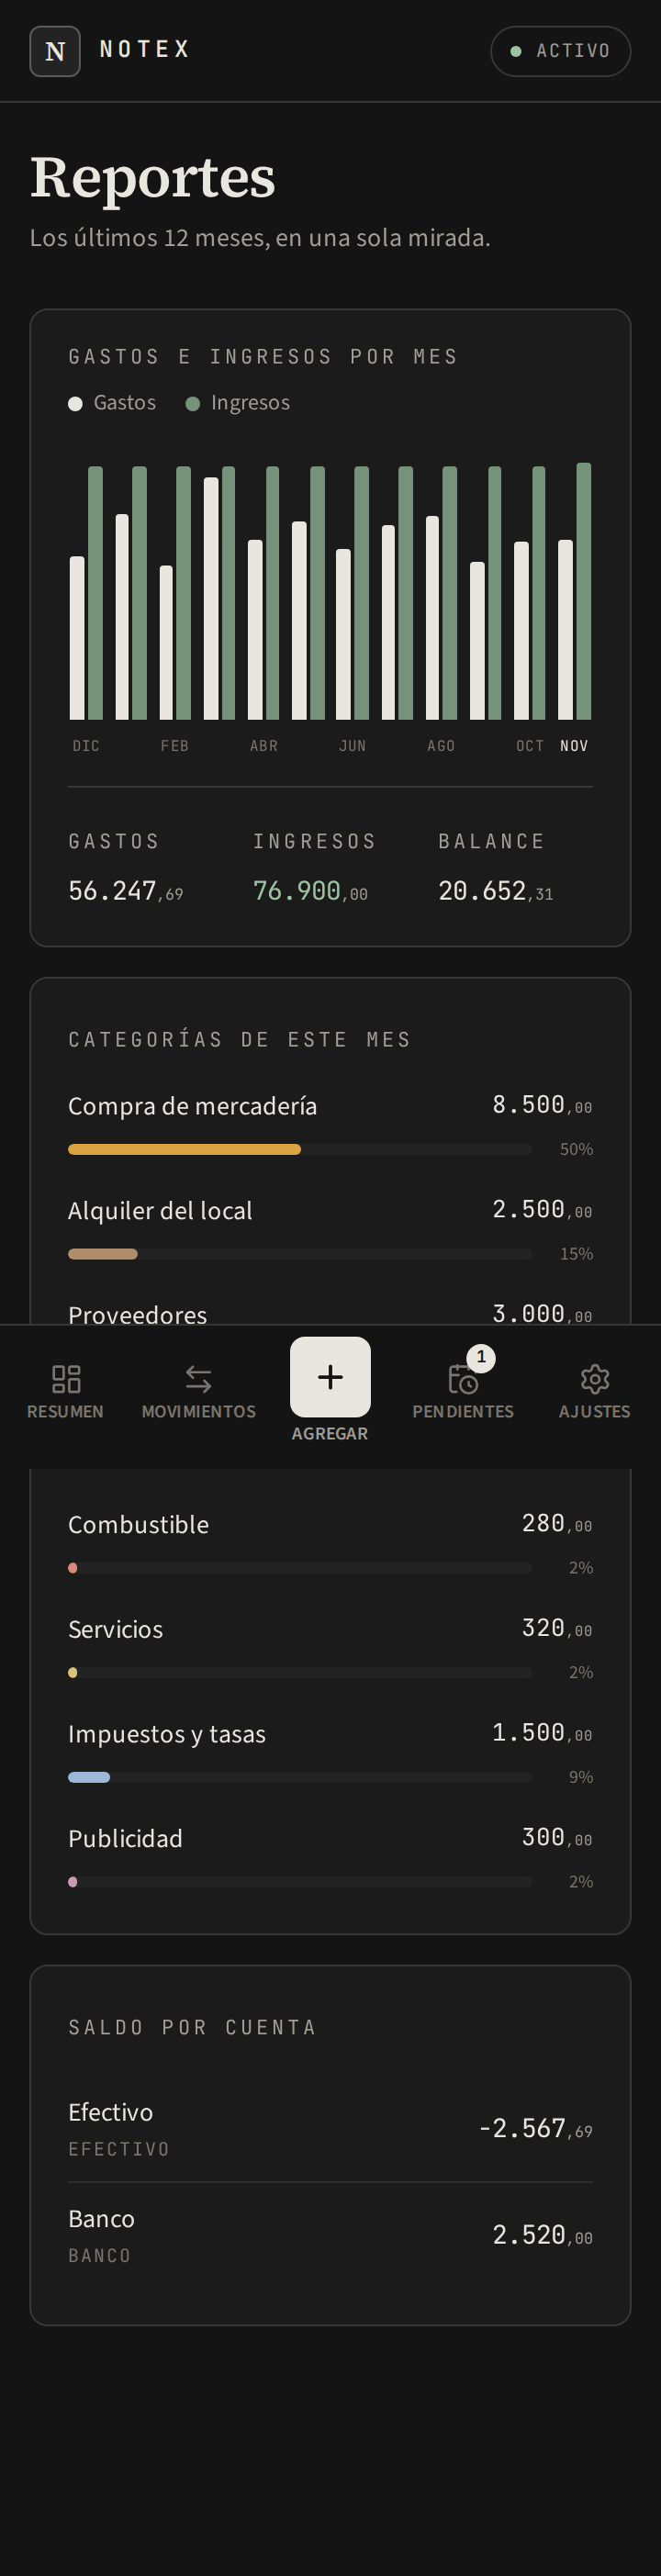 N NOTEX ACTIVO
Reportes
Los últimos 12 meses, en una sola mirada.
GASTOS E INGRESOS POR MES
Gastos Ingresos
DIC FEB ABR JUN AGO OCT NOV
GASTOS INGRESOS BALANCE
56.247,69 76.900,00 20.652,31
CATEGORÍAS DE ESTE MES
Compra de mercadería 8.500,00
50%
Alquiler del local 2.500,00
15%
Proveedores 3.000,00
1
RESUMEN MOVIMIENTOS AGREGAR PENDIENTES AJUSTES
Combustible 280,00
2%
Servicios 320,00
2%
Impuestos y tasas 1.500,00
9%
Publicidad 300,00
2%
SALDO POR CUENTA
Efectivo -2.567,69
EFECTIVO
Banco 2.520,00
BANCO